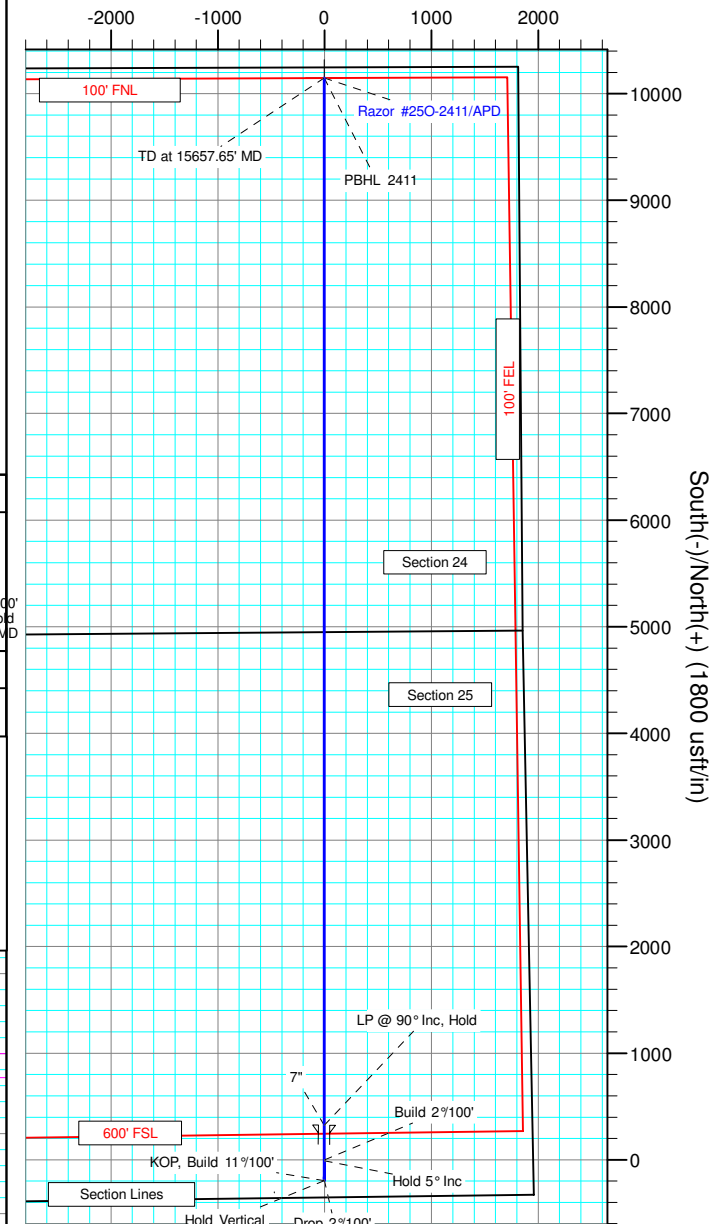 -2000 -1000 0 1000 2000
10000
100' FNL
Razor #25O-2411/APD
TD at 15657.65' MD
PBHL 2411
9000
8000
100' FEL
7000
6000
South(-)/North(+) (1800 usft/in)
Section 24
00'
MD
5000
Section 25
4000
3000
2000
LP @ 90° Inc, Hold
1000
7"
Build 2°/100'
600' FSL
KOP, Build 11°/100'
0
Hold 5° Inc
Section Lines
Hold Vertical
Drop 2°/100'